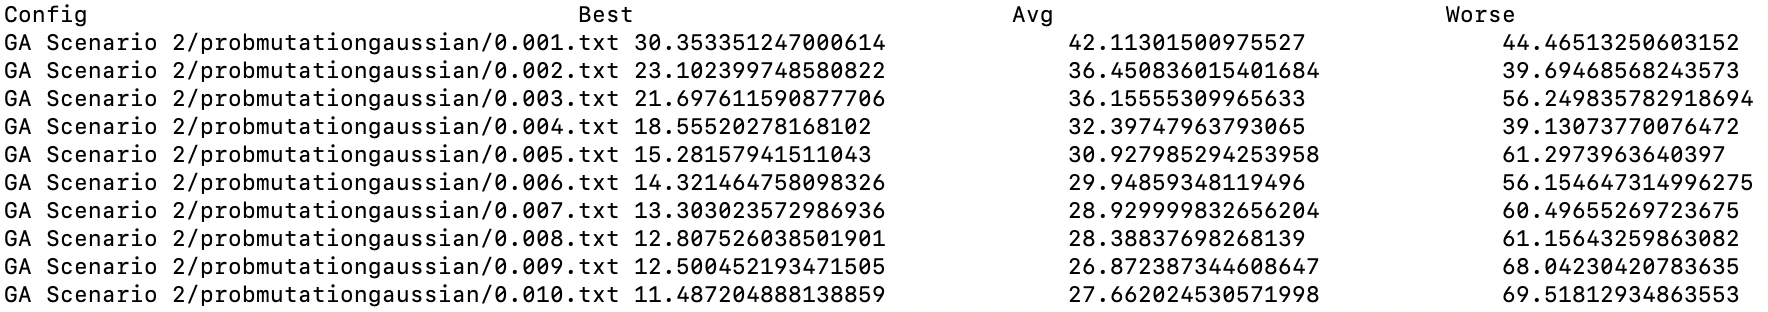 Config Best Avg Worse
GA Scenario 2/probmutationgaussian/0.001.txt 30.353351247000614 42.11301500975527 44.46513250603152
GA Scenario 2/probmutationgaussian/0.002.txt 23.102399748580822 36.450836015401684 39.69468568243573
GA Scenario 2/probmutationgaussian/0.003.txt 21.697611590877706 36.15555309965633 56.249835782918694
GA Scenario 2/probmutationgaussian/0.004.txt 18.55520278168102 32.39747963793065 39.13073770076472
GA Scenario 2/probmutationgaussian/0.005.txt 15.28157941511043 30.927985294253958 61.2973963640397
GA Scenario 2/probmutationgaussian/0.006.txt 14.321464758098326 29.94859348119496 56.154647314996275
GA Scenario 2/probmutationgaussian/0.007.txt 13.303023572986936 28.929999832656204 60.49655269723675
GA Scenario 2/probmutationgaussian/0.008.txt 12.807526038501901 28.38837698268139 61.15643259863082
GA Scenario 2/probmutationgaussian/0.009.txt 12.500452193471505 26.872387344608647 68.04230420783635
GA Scenario 2/probmutationgaussian/0.010.txt 11.487204888138859 27.662024530571998 69.51812934863553